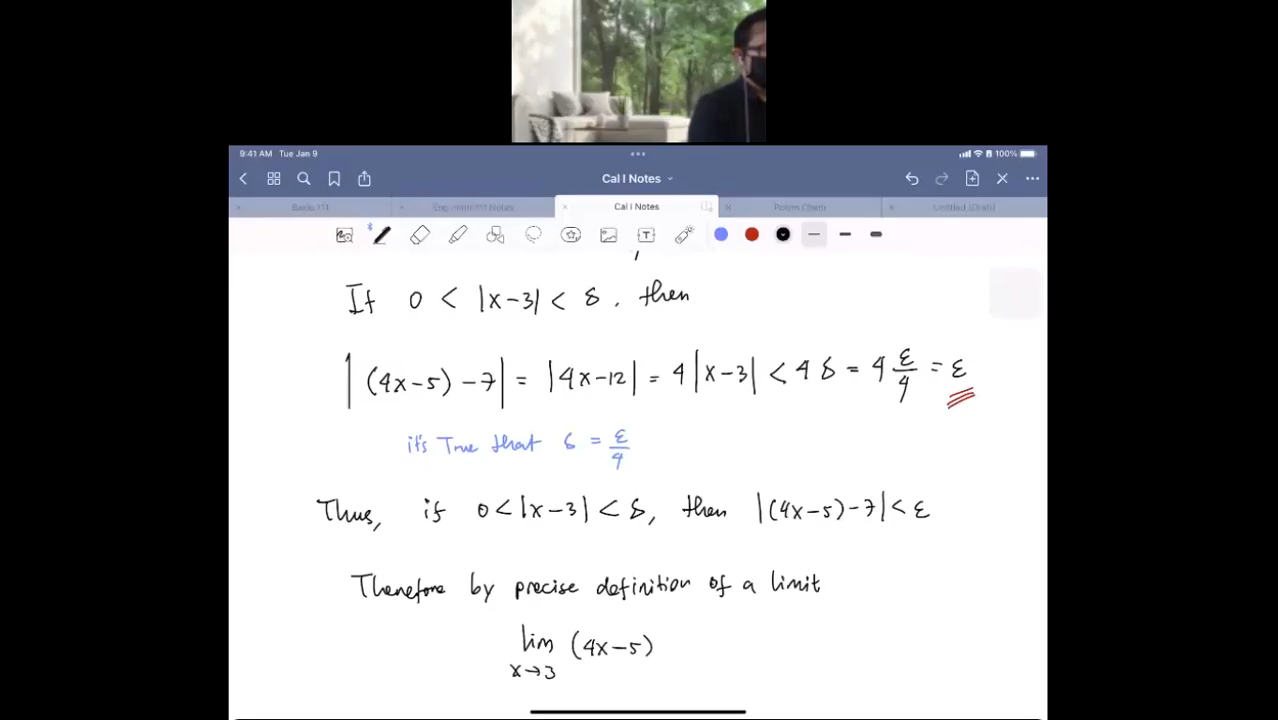 9:41 AM Tue Jan 9
100%
Cal I Notes
Cal I Notes
If 0 < |x-3| < δ, then
|(4x-5)-7| = |4x-12| = 4|x-3| < 4δ = 4 ε/4 = ε
it's True that δ = ε/4
Thus, if 0<|x-3| < δ, then |(4x-5)-7| < ε
Therefore by precise definition of a limit
lim (4x-5)
x→3